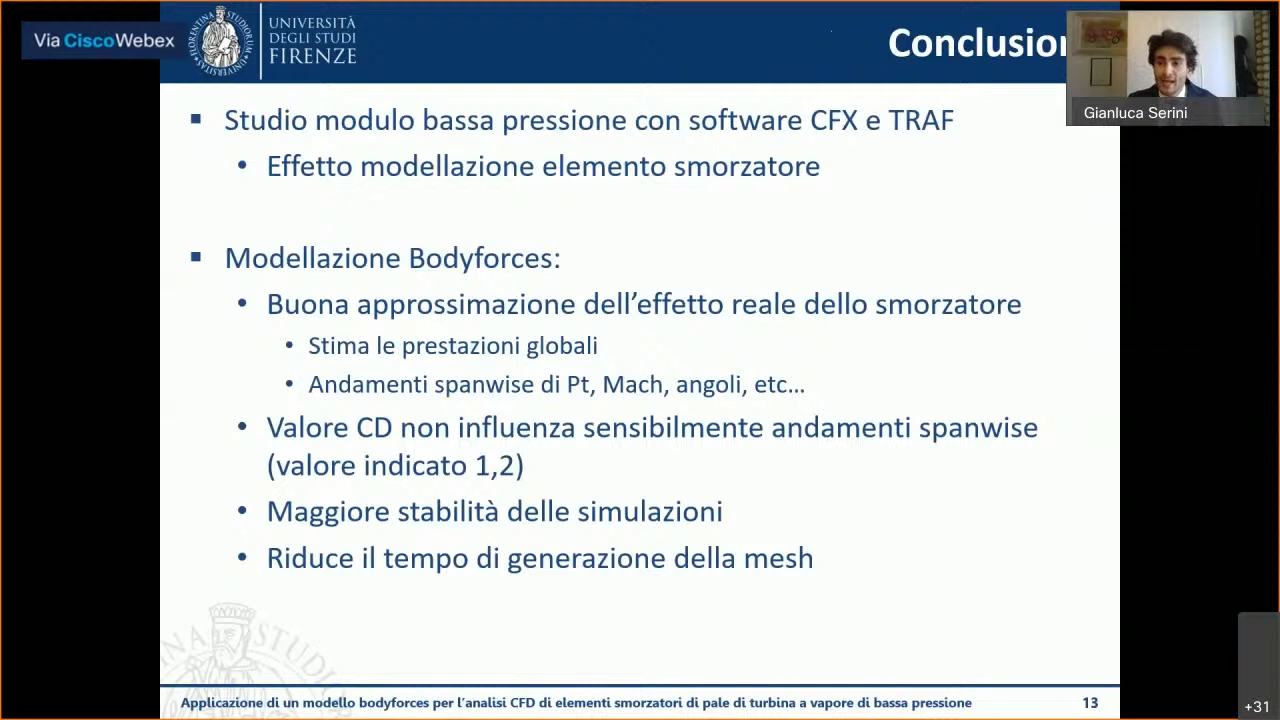 Via CiscoWebex
UNIVERSITÀ
DEGLI STUDI
FIRENZE
Conclusion
Gianluca Serini
Studio modulo bassa pressione con software CFX e TRAF
Effetto modellazione elemento smorzatore
Modellazione Bodyforces:
Buona approssimazione dell’effetto reale dello smorzatore
Stima le prestazioni globali
Andamenti spanwise di Pt, Mach, angoli, etc…
Valore CD non influenza sensibilmente andamenti spanwise
(valore indicato 1,2)
Maggiore stabilità delle simulazioni
Riduce il tempo di generazione della mesh
Applicazione di un modello bodyforces per l’analisi CFD di elementi smorzatori di pale di turbina a vapore di bassa pressione
13
+31